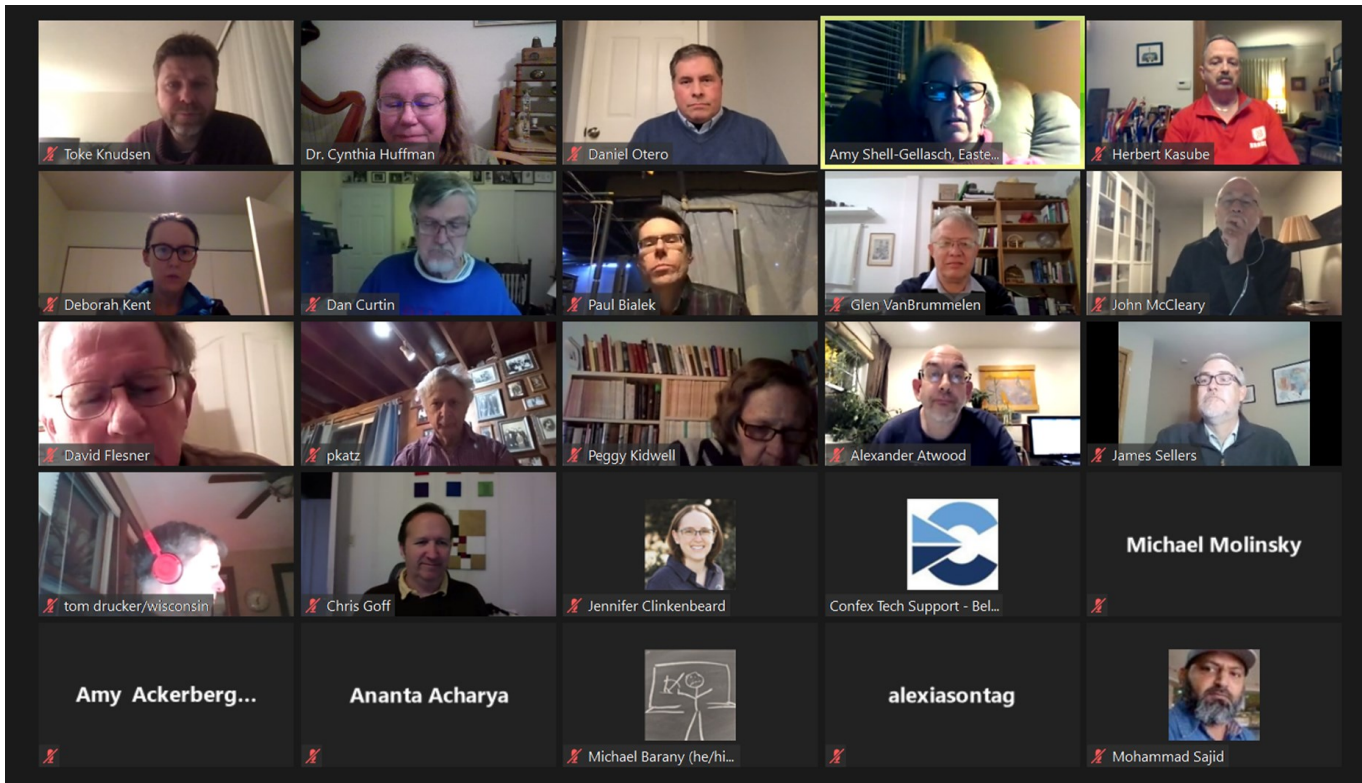 Toke Knudsen
Dr. Cynthia Huffman
Daniel Otero
Amy Shell-Gellasch, Easte...
Herbert Kasube
Deborah Kent
Dan Curtin
Paul Bialek
Glen VanBrummelen
John McCleary
David Flesner
pkatz
Peggy Kidwell
Alexander Atwood
James Sellers
tom drucker/wisconsin
Chris Goff
Jennifer Clinkenbeard
Confex Tech Support - Bel...
Michael Molinsky
Amy Ackerberg...
Ananta Acharya
Michael Barany (he/hi...
alexiasontag
Mohammad Sajid